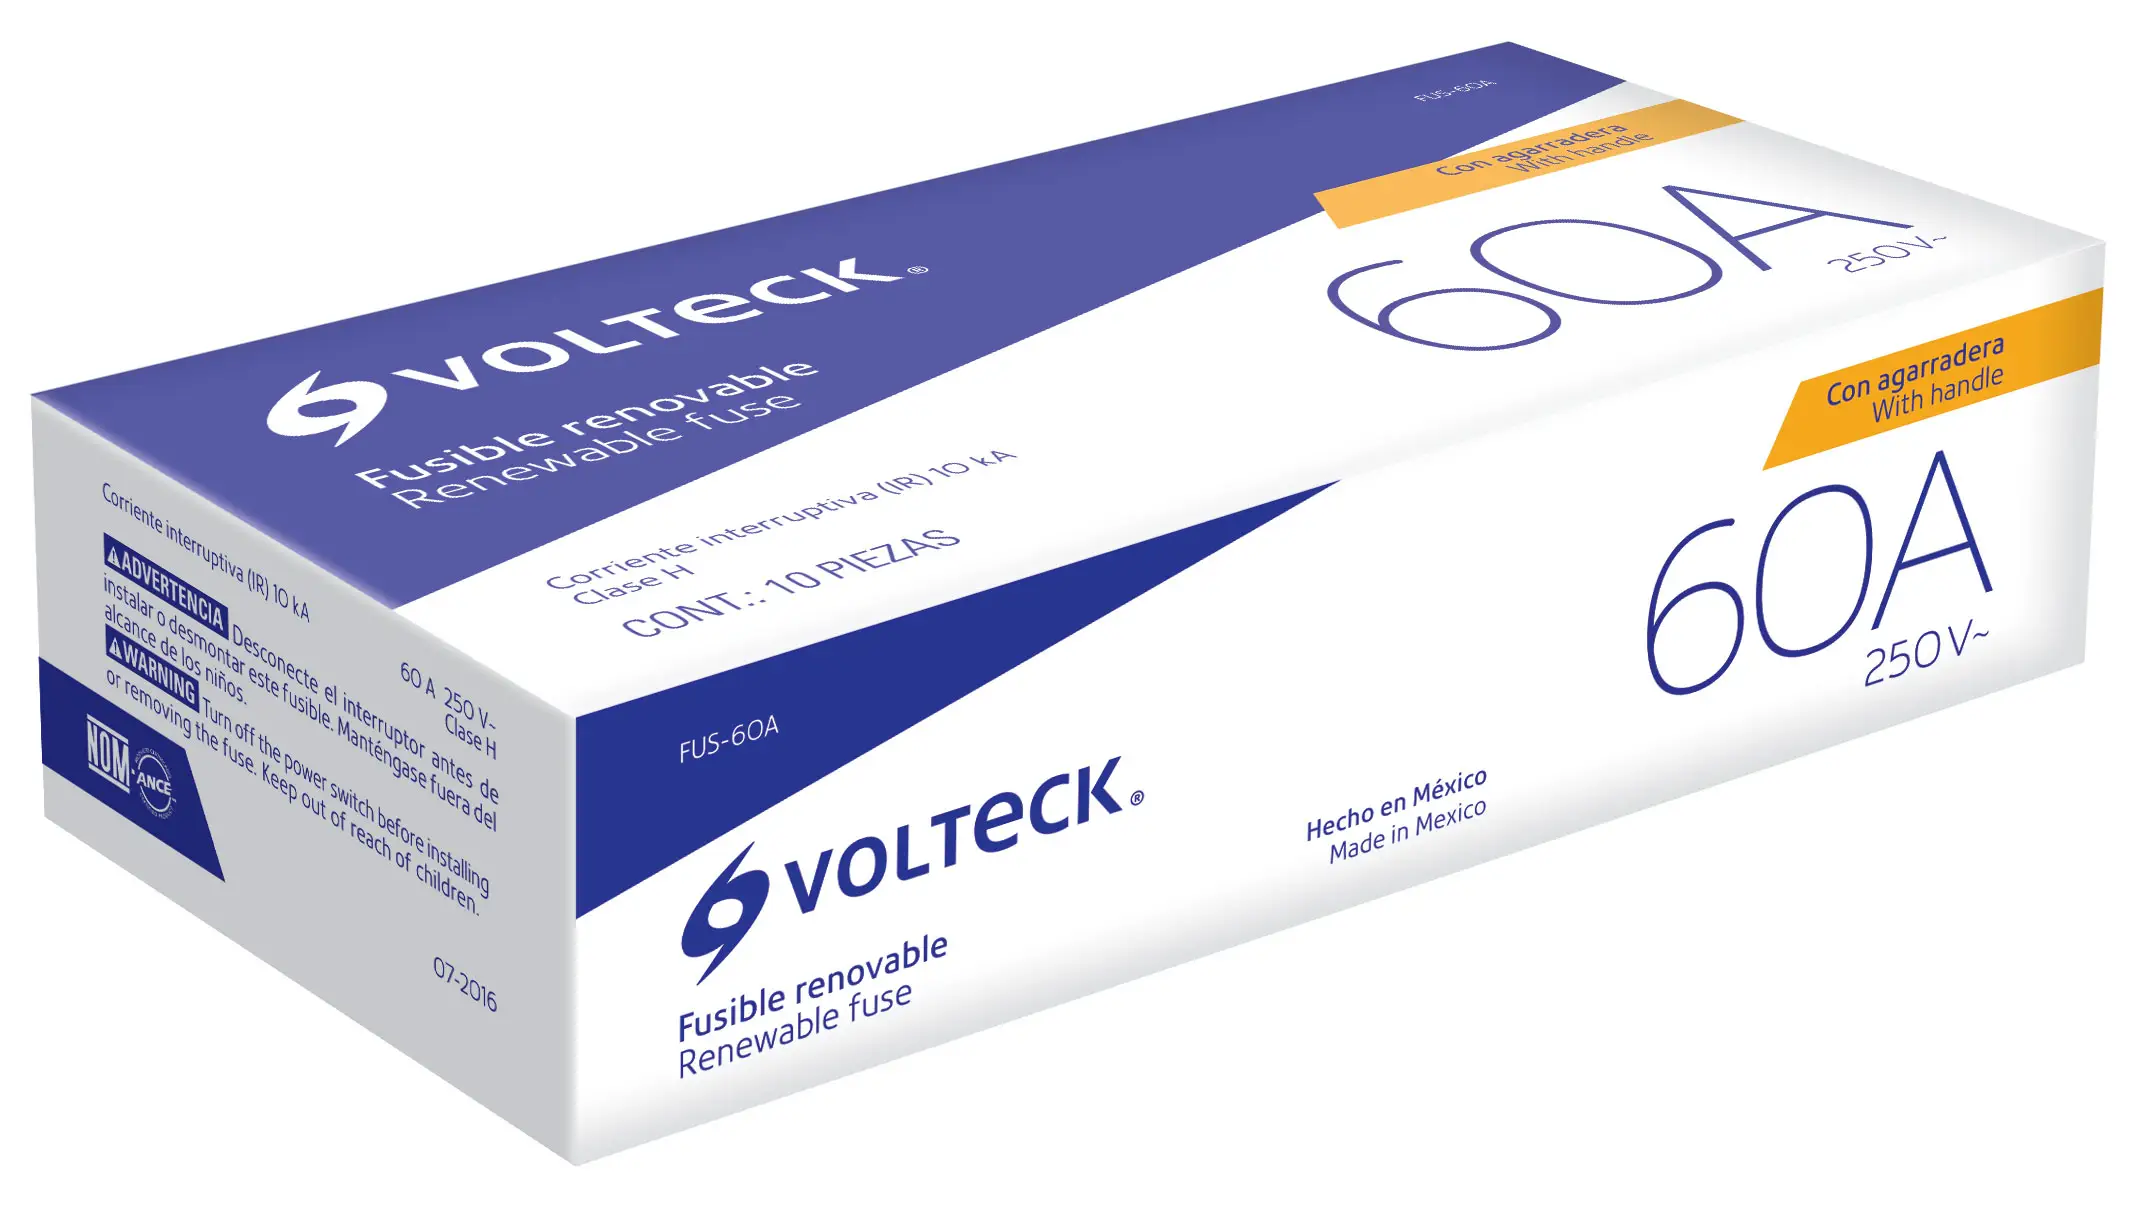 FUS-60A
Con agarradera
With handle
60A
250 V~
VOLTECK®
Fusible renovable
Renewable fuse
Corriente interruptiva (IR) 10 kA
Clase H
CONT.: 10 PIEZAS
Corriente interruptiva (IR) 10 kA
60 A 250 V~
Clase H
ADVERTENCIA Desconecte el interruptor antes de
instalar o desmontar este fusible. Manténgase fuera del
alcance de los niños.
WARNING Turn off the power switch before installing
or removing the fuse. Keep out of reach of children.
NOM-ANCE
07-2016
FUS-60A
VOLTECK®
Fusible renovable
Renewable fuse
Hecho en México
Made in Mexico
Con agarradera
With handle
60A
250 V~